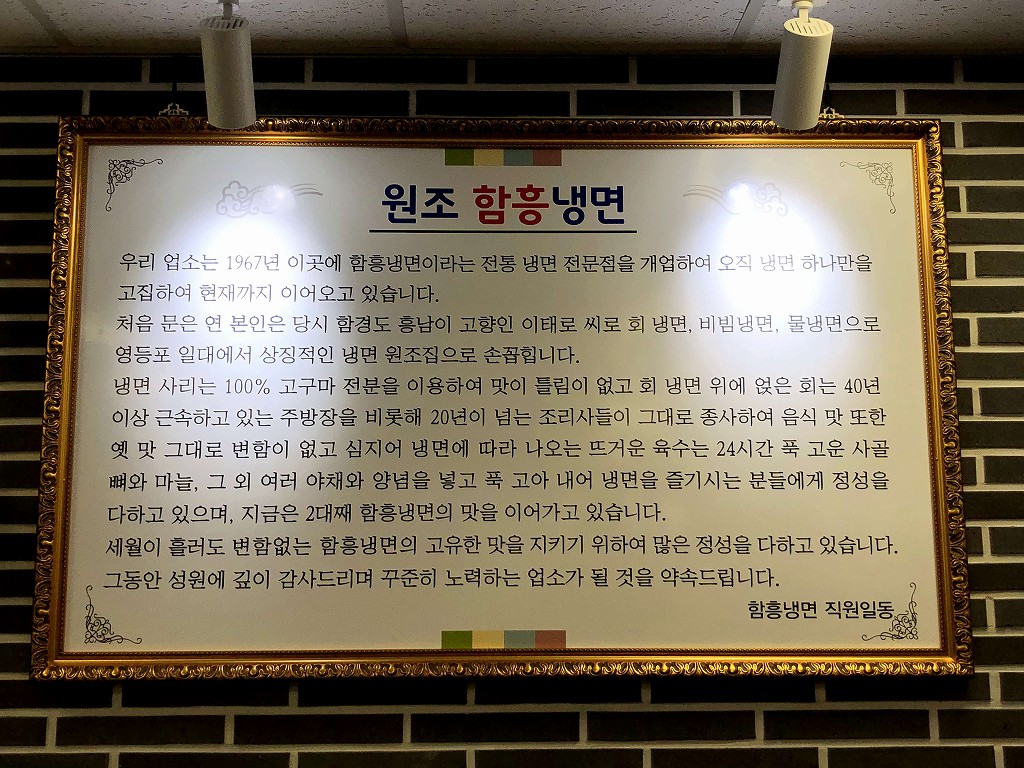 원조 함흥냉면
우리 업소는 1967년 이곳에 함흥냉면이라는 전통 냉면 전문점을 개업하여 오직 냉면 하나만을
고집하여 현재까지 이어오고 있습니다.
처음 문은 연 본인은 당시 함경도 흥남이 고향인 이태로 씨로 회 냉면, 비빔냉면, 물냉면으로
영등포 일대에서 상징적인 냉면 원조집으로 손꼽힙니다.
냉면 사리는 100% 고구마 전분을 이용하여 맛이 틀림이 없고 회 냉면 위에 얹은 회는 40년
이상 근속하고 있는 주방장을 비롯해 20년이 넘는 조리사들이 그대로 종사하여 음식 맛 또한
옛 맛 그대로 변함이 없고 심지어 냉면에 따라 나오는 뜨거운 육수는 24시간 푹 고운 사골
뼈와 마늘, 그 외 여러 야채와 양념을 넣고 푹 고아 내어 냉면을 즐기시는 분들에게 정성을
다하고 있으며, 지금은 2대째 함흥냉면의 맛을 이어가고 있습니다.
세월이 흘러도 변함없는 함흥냉면의 고유한 맛을 지키기 위하여 많은 정성을 다하고 있습니다.
그동안 성원에 깊이 감사드리며 꾸준히 노력하는 업소가 될 것을 약속드립니다.
함흥냉면 직원일동